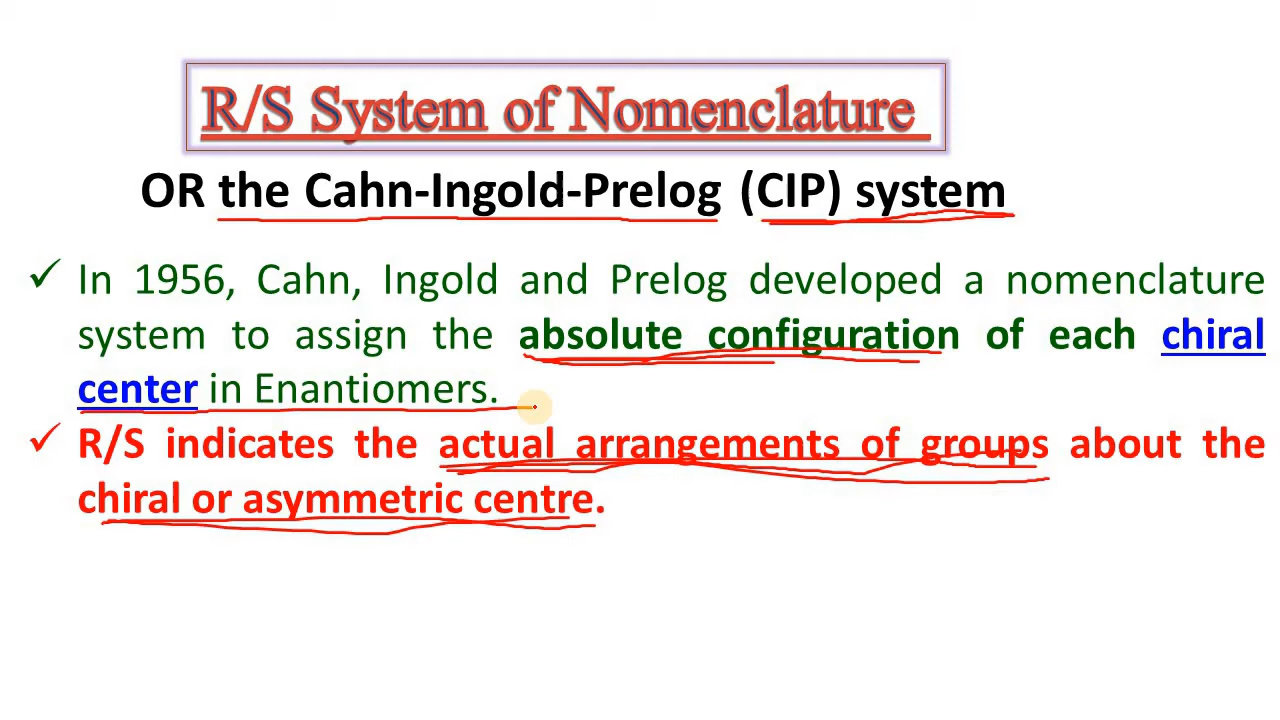 R/S System of Nomenclature
OR the Cahn-Ingold-Prelog (CIP) system
✓ In 1956, Cahn, Ingold and Prelog developed a nomenclature
system to assign the absolute configuration of each chiral
center in Enantiomers.
✓ R/S indicates the actual arrangements of groups about the
chiral or asymmetric centre.